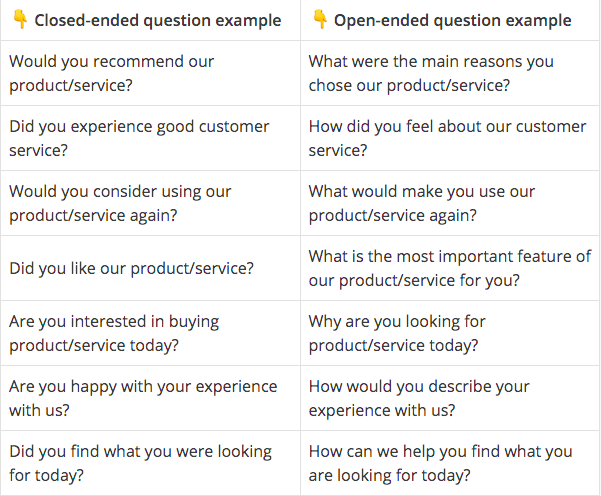 👇 Closed-ended question example
👇 Open-ended question example
Would you recommend our
product/service?
What were the main reasons you
chose our product/service?
Did you experience good customer
service?
How did you feel about our customer
service?
Would you consider using our
product/service again?
What would make you use our
product/service again?
Did you like our product/service?
What is the most important feature of
our product/service for you?
Are you interested in buying
product/service today?
Why are you looking for
product/service today?
Are you happy with your experience
with us?
How would you describe your
experience with us?
Did you find what you were looking
for today?
How can we help you find what you
are looking for today?